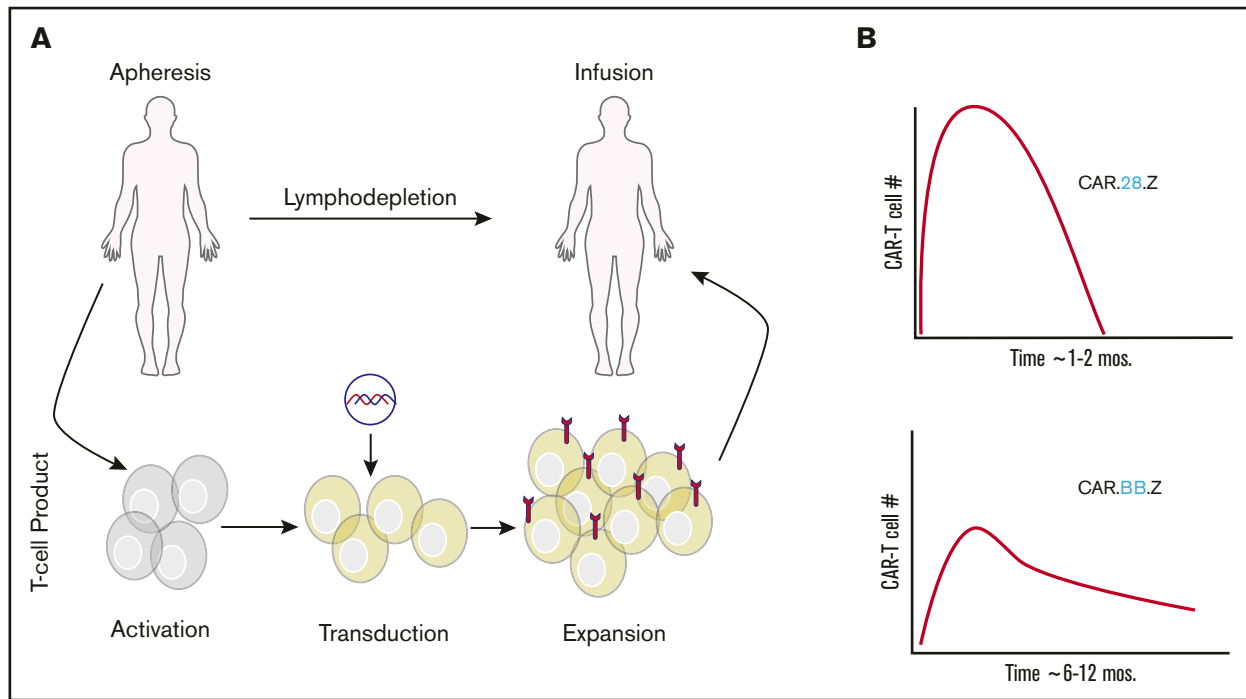 A
Apheresis
Infusion
Lymphodepletion
T-cell Product
Activation
Transduction
Expansion
B
CAR-T cell #
CAR.28.Z
Time ~1-2 mos.
CAR-T cell #
CAR.BB.Z
Time ~6-12 mos.